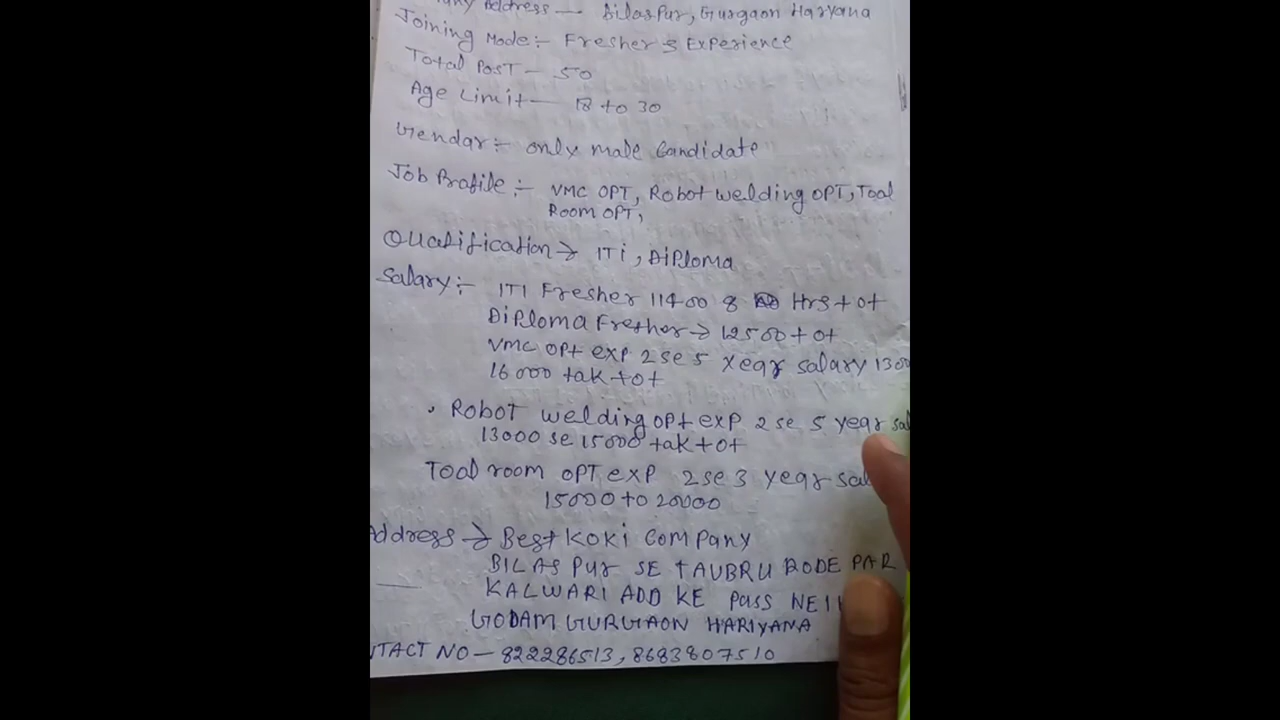 Address — Bilaspur, Gurgaon Haryana
Joining Mode:- Fresher & Experience
Total Post — 50
Age Limit — 18 to 30
Gendar:- only male Candidate
Job Profile:- VMC OPT, Robot welding OPT, Tool
Room OPT,
Qualification → ITi, Diploma
Salary:- ITI Fresher 11400 8 Hrs + ot
Diploma Fresher → 12500 + ot
VMC opt exp 2 se 5 year salary
16000 tak + ot
. Robot welding opt exp 2 se 5 year
13000 se 15000 tak + ot
Tool room OPT exp 2 se 3 year
15000 to 20000
Address → Best KOKi Company
BILASPUR SE TAUBRU RODE PAR
KALWARI ADD KE Pass
GODAM GURGAON HARIYANA
NO — 822286513, 8683807510